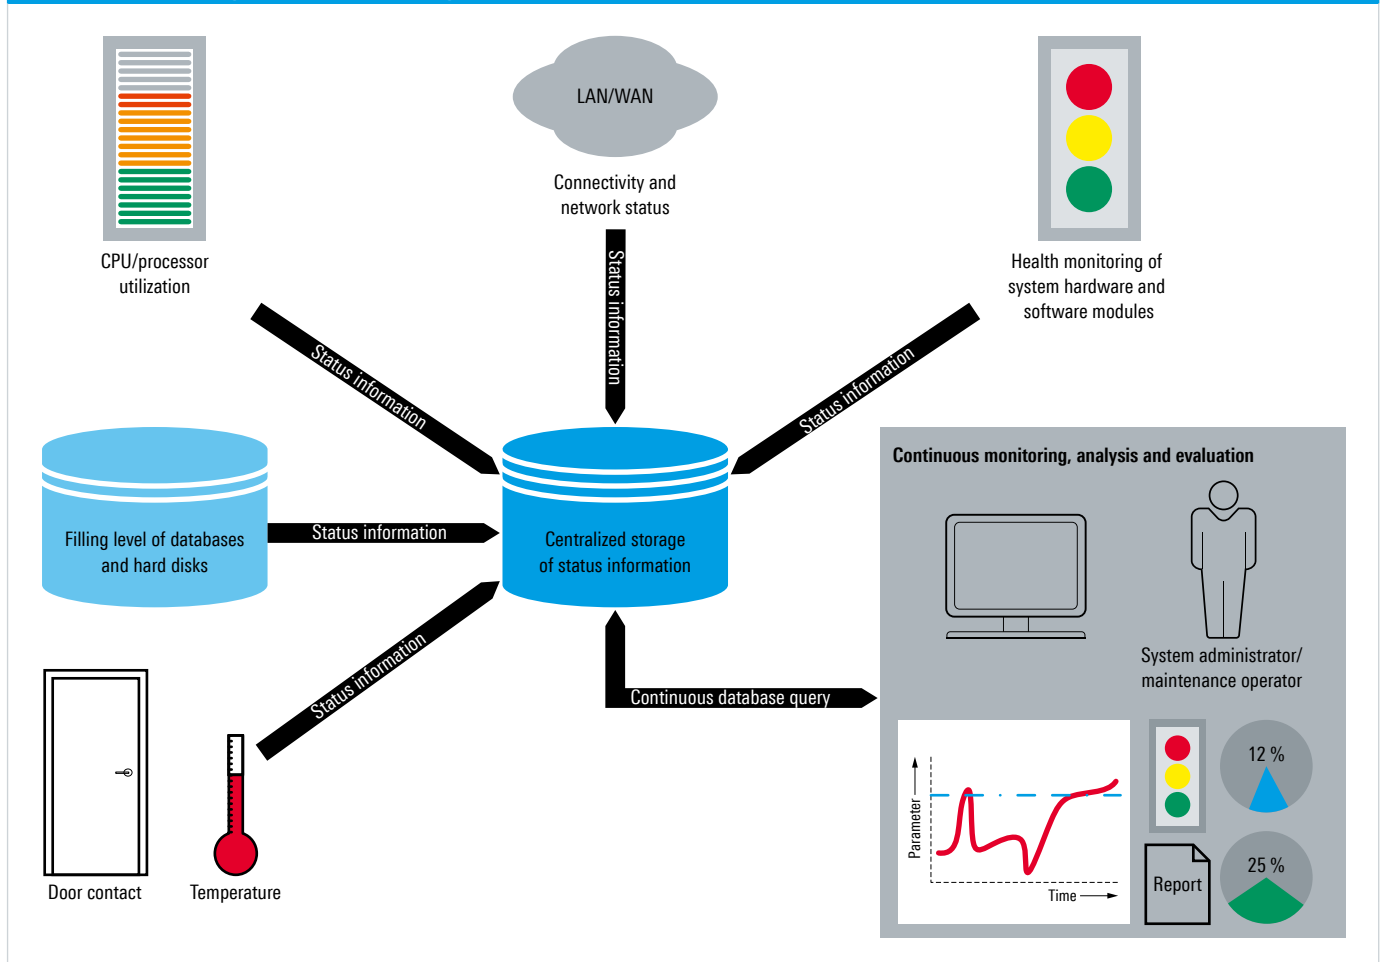 LAN/WAN
Connectivity and
network status
CPU/processor
utilization
Health monitoring of
system hardware and
software modules
Status information
Status information
Status information
Filling level of databases
and hard disks
Status information
Centralized storage
of status information
Status information
Continuous database query
Door contact
Temperature
Continuous monitoring, analysis and evaluation
System administrator/
maintenance operator
Parameter
Time
12 %
Report
25 %